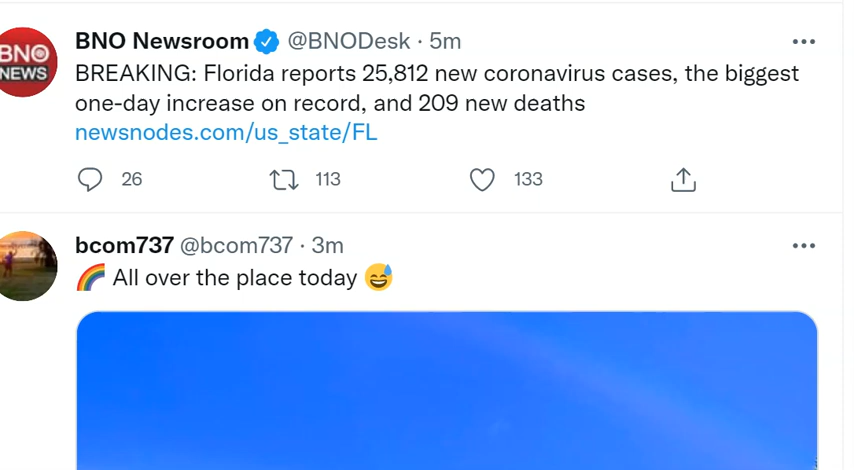 BNO NEWS
BNO Newsroom @BNODesk · 5m
BREAKING: Florida reports 25,812 new coronavirus cases, the biggest
one-day increase on record, and 209 new deaths
newsnodes.com/us_state/FL
26 113 133
bcom737 @bcom737 · 3m
🌈 All over the place today 😅